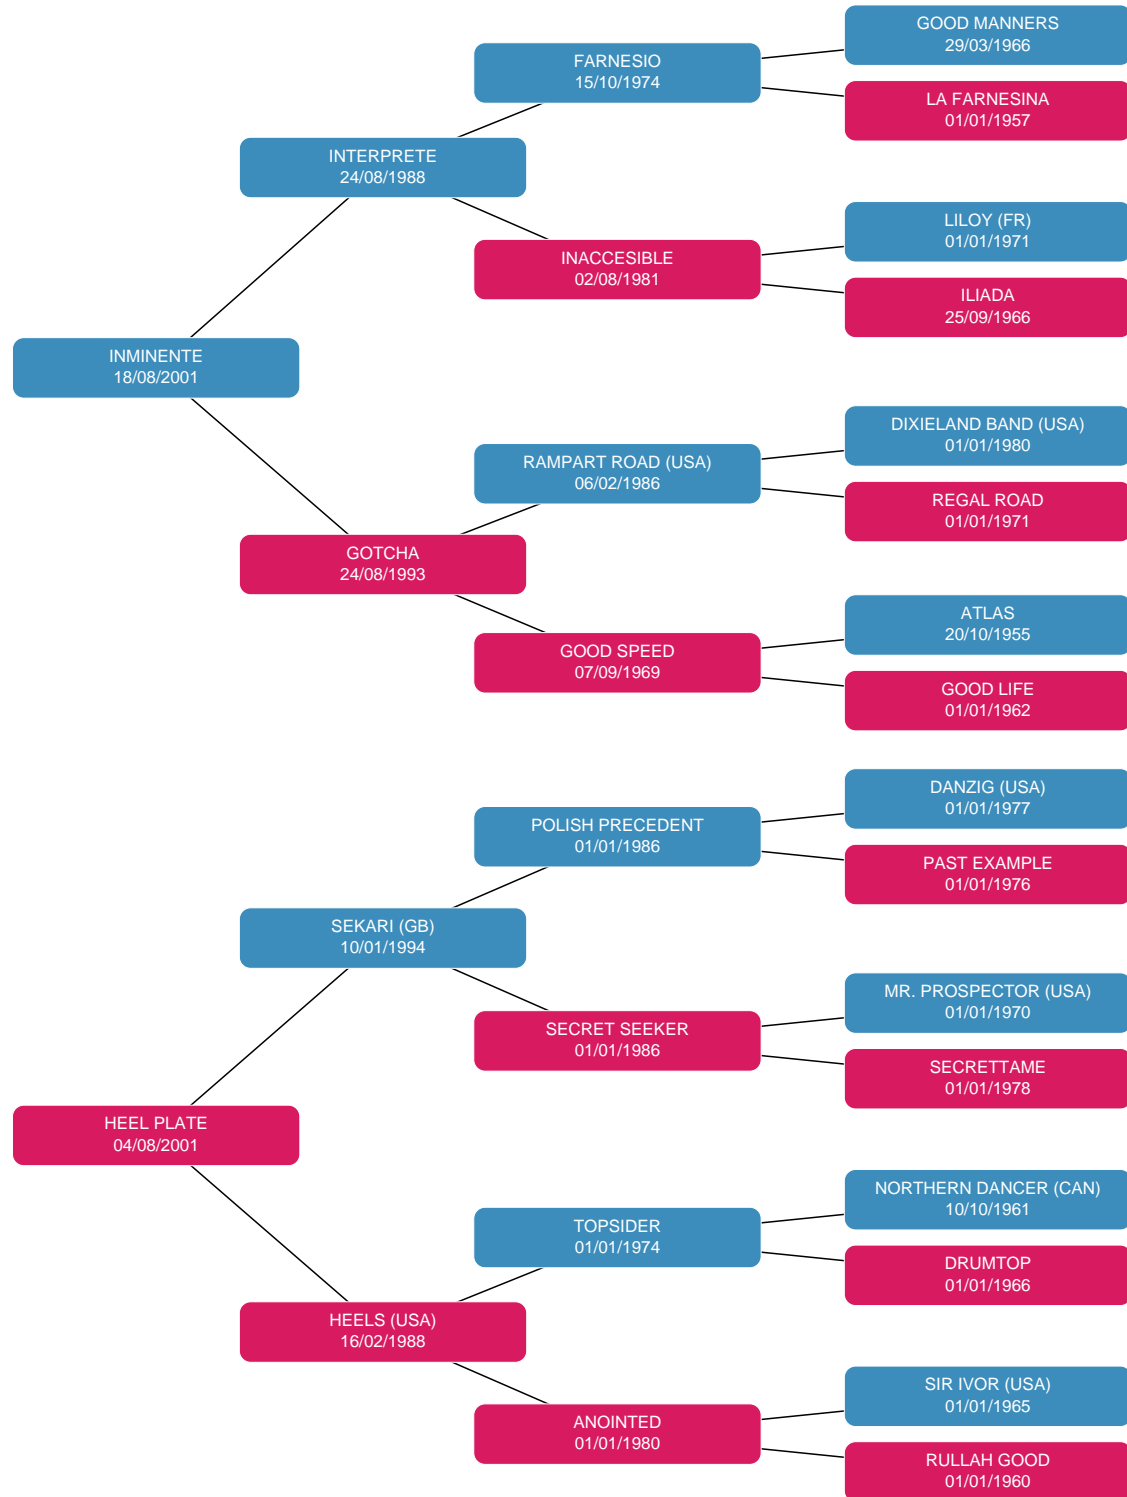 GOOD MANNERS
29/03/1966
FARNESIO
15/10/1974
LA FARNESINA
01/01/1957
INTERPRETE
24/08/1988
LILOY (FR)
01/01/1971
INACCESIBLE
02/08/1981
ILIADA
25/09/1966
INMINENTE
18/08/2001
DIXIELAND BAND (USA)
01/01/1980
RAMPART ROAD (USA)
06/02/1986
REGAL ROAD
01/01/1971
GOTCHA
24/08/1993
ATLAS
20/10/1955
GOOD SPEED
07/09/1969
GOOD LIFE
01/01/1962
DANZIG (USA)
01/01/1977
POLISH PRECEDENT
01/01/1986
PAST EXAMPLE
01/01/1976
SEKARI (GB)
10/01/1994
MR. PROSPECTOR (USA)
01/01/1970
SECRET SEEKER
01/01/1986
SECRETTAME
01/01/1978
HEEL PLATE
04/08/2001
NORTHERN DANCER (CAN)
10/10/1961
TOPSIDER
01/01/1974
DRUMTOP
01/01/1966
HEELS (USA)
16/02/1988
SIR IVOR (USA)
01/01/1965
ANOINTED
01/01/1980
RULLAH GOOD
01/01/1960